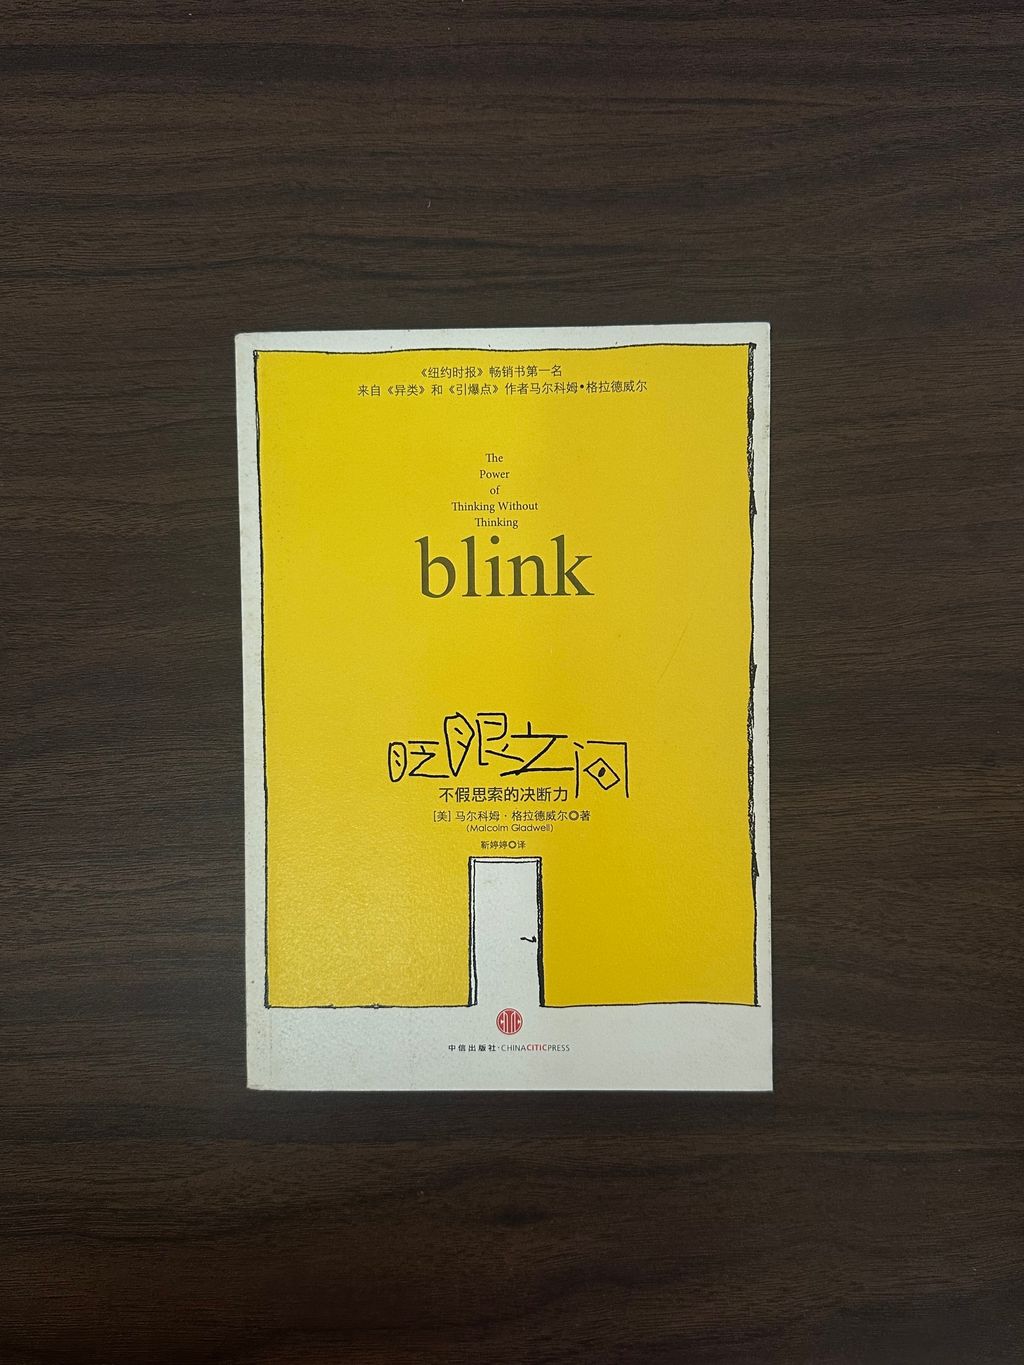 《纽约时报》畅销书第一名
来自《异类》和《引爆点》作者马尔科姆•格拉德威尔
The
Power
of
Thinking Without
Thinking
blink
眨眼之间
不假思索的决断力
[美] 马尔科姆·格拉德威尔◎著
(Malcolm Gladwell)
靳婷婷◎译
中信出版社·CHINACITICPRESS